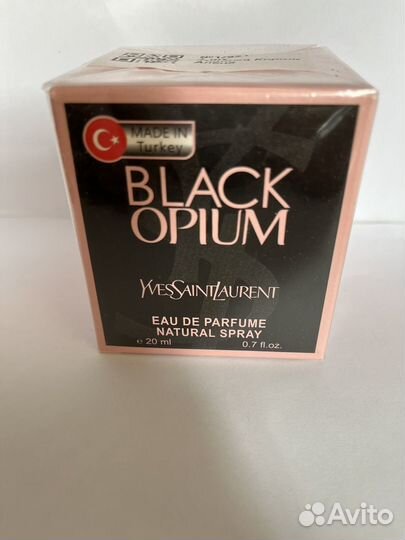 MADE IN
Turkey
BLACK
OPIUM
YVESSAINTLAURENT
EAU DE PARFUME
NATURAL SPRAY
e 20 ml 0.7 fl.oz.
Avito